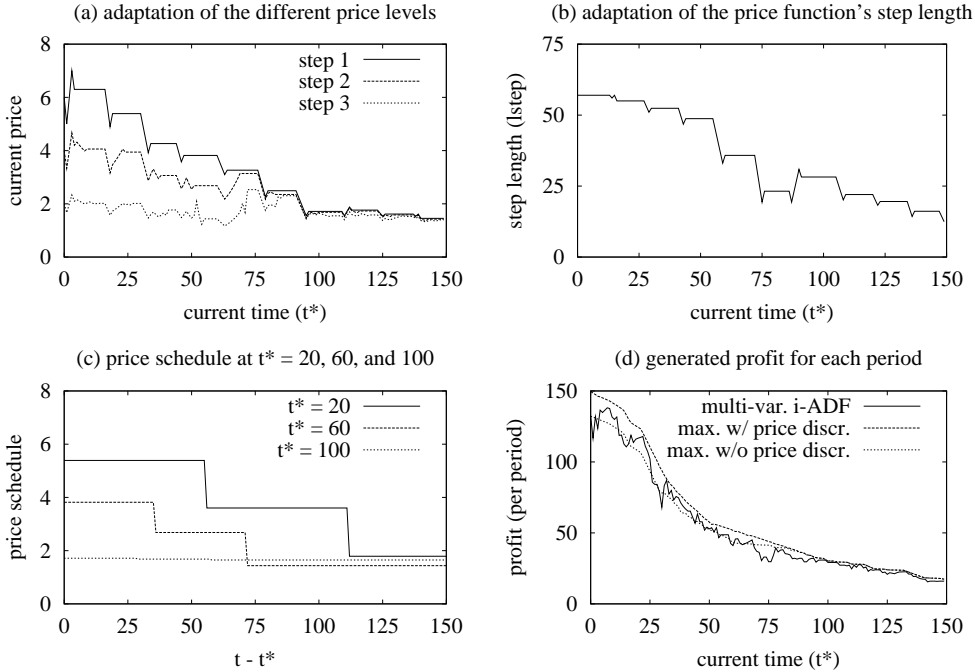 (a) adaptation of the different price levels
8
6
4
2
0
current price
step 1
step 2
step 3
0 25 50 75 100 125 150
current time (t*)
(b) adaptation of the price function's step length
75
50
25
0
step length (lstep)
0 25 50 75 100 125 150
current time (t*)
(c) price schedule at t* = 20, 60, and 100
8
6
4
2
0
price schedule
t* = 20
t* = 60
t* = 100
0 25 50 75 100 125 150
t - t*
(d) generated profit for each period
150
100
50
0
profit (per period)
multi-var. i-ADF
max. w/ price discr.
max. w/o price discr.
0 25 50 75 100 125 150
current time (t*)